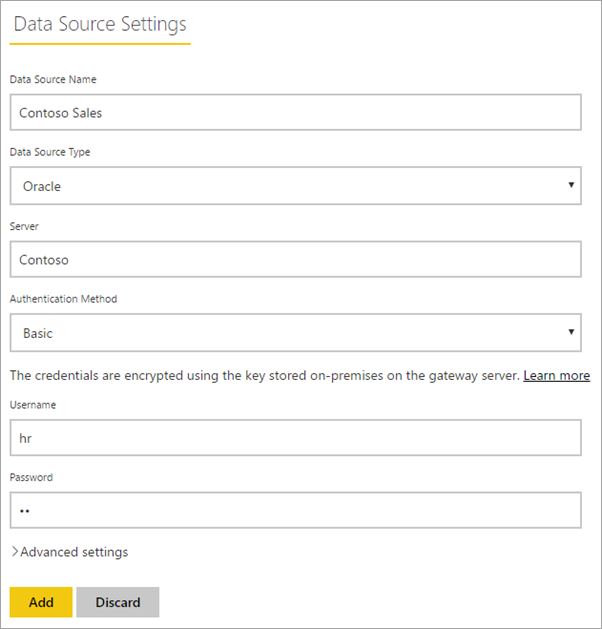 Data Source Settings
Data Source Name
Contoso Sales
Data Source Type
Oracle
Server
Contoso
Authentication Method
Basic
The credentials are encrypted using the key stored on-premises on the gateway server. Learn more
Username
hr
Password
••
Advanced settings
Add Discard